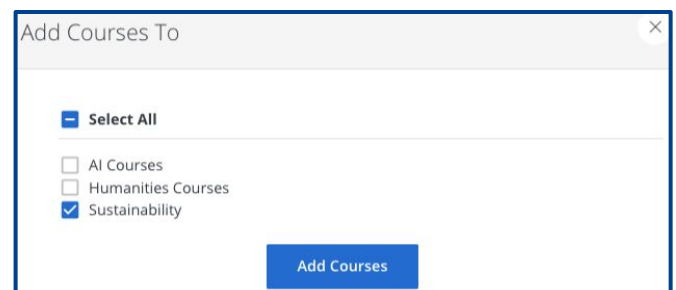 Add Courses To
Select All
AI Courses
Humanities Courses
Sustainability
Add Courses